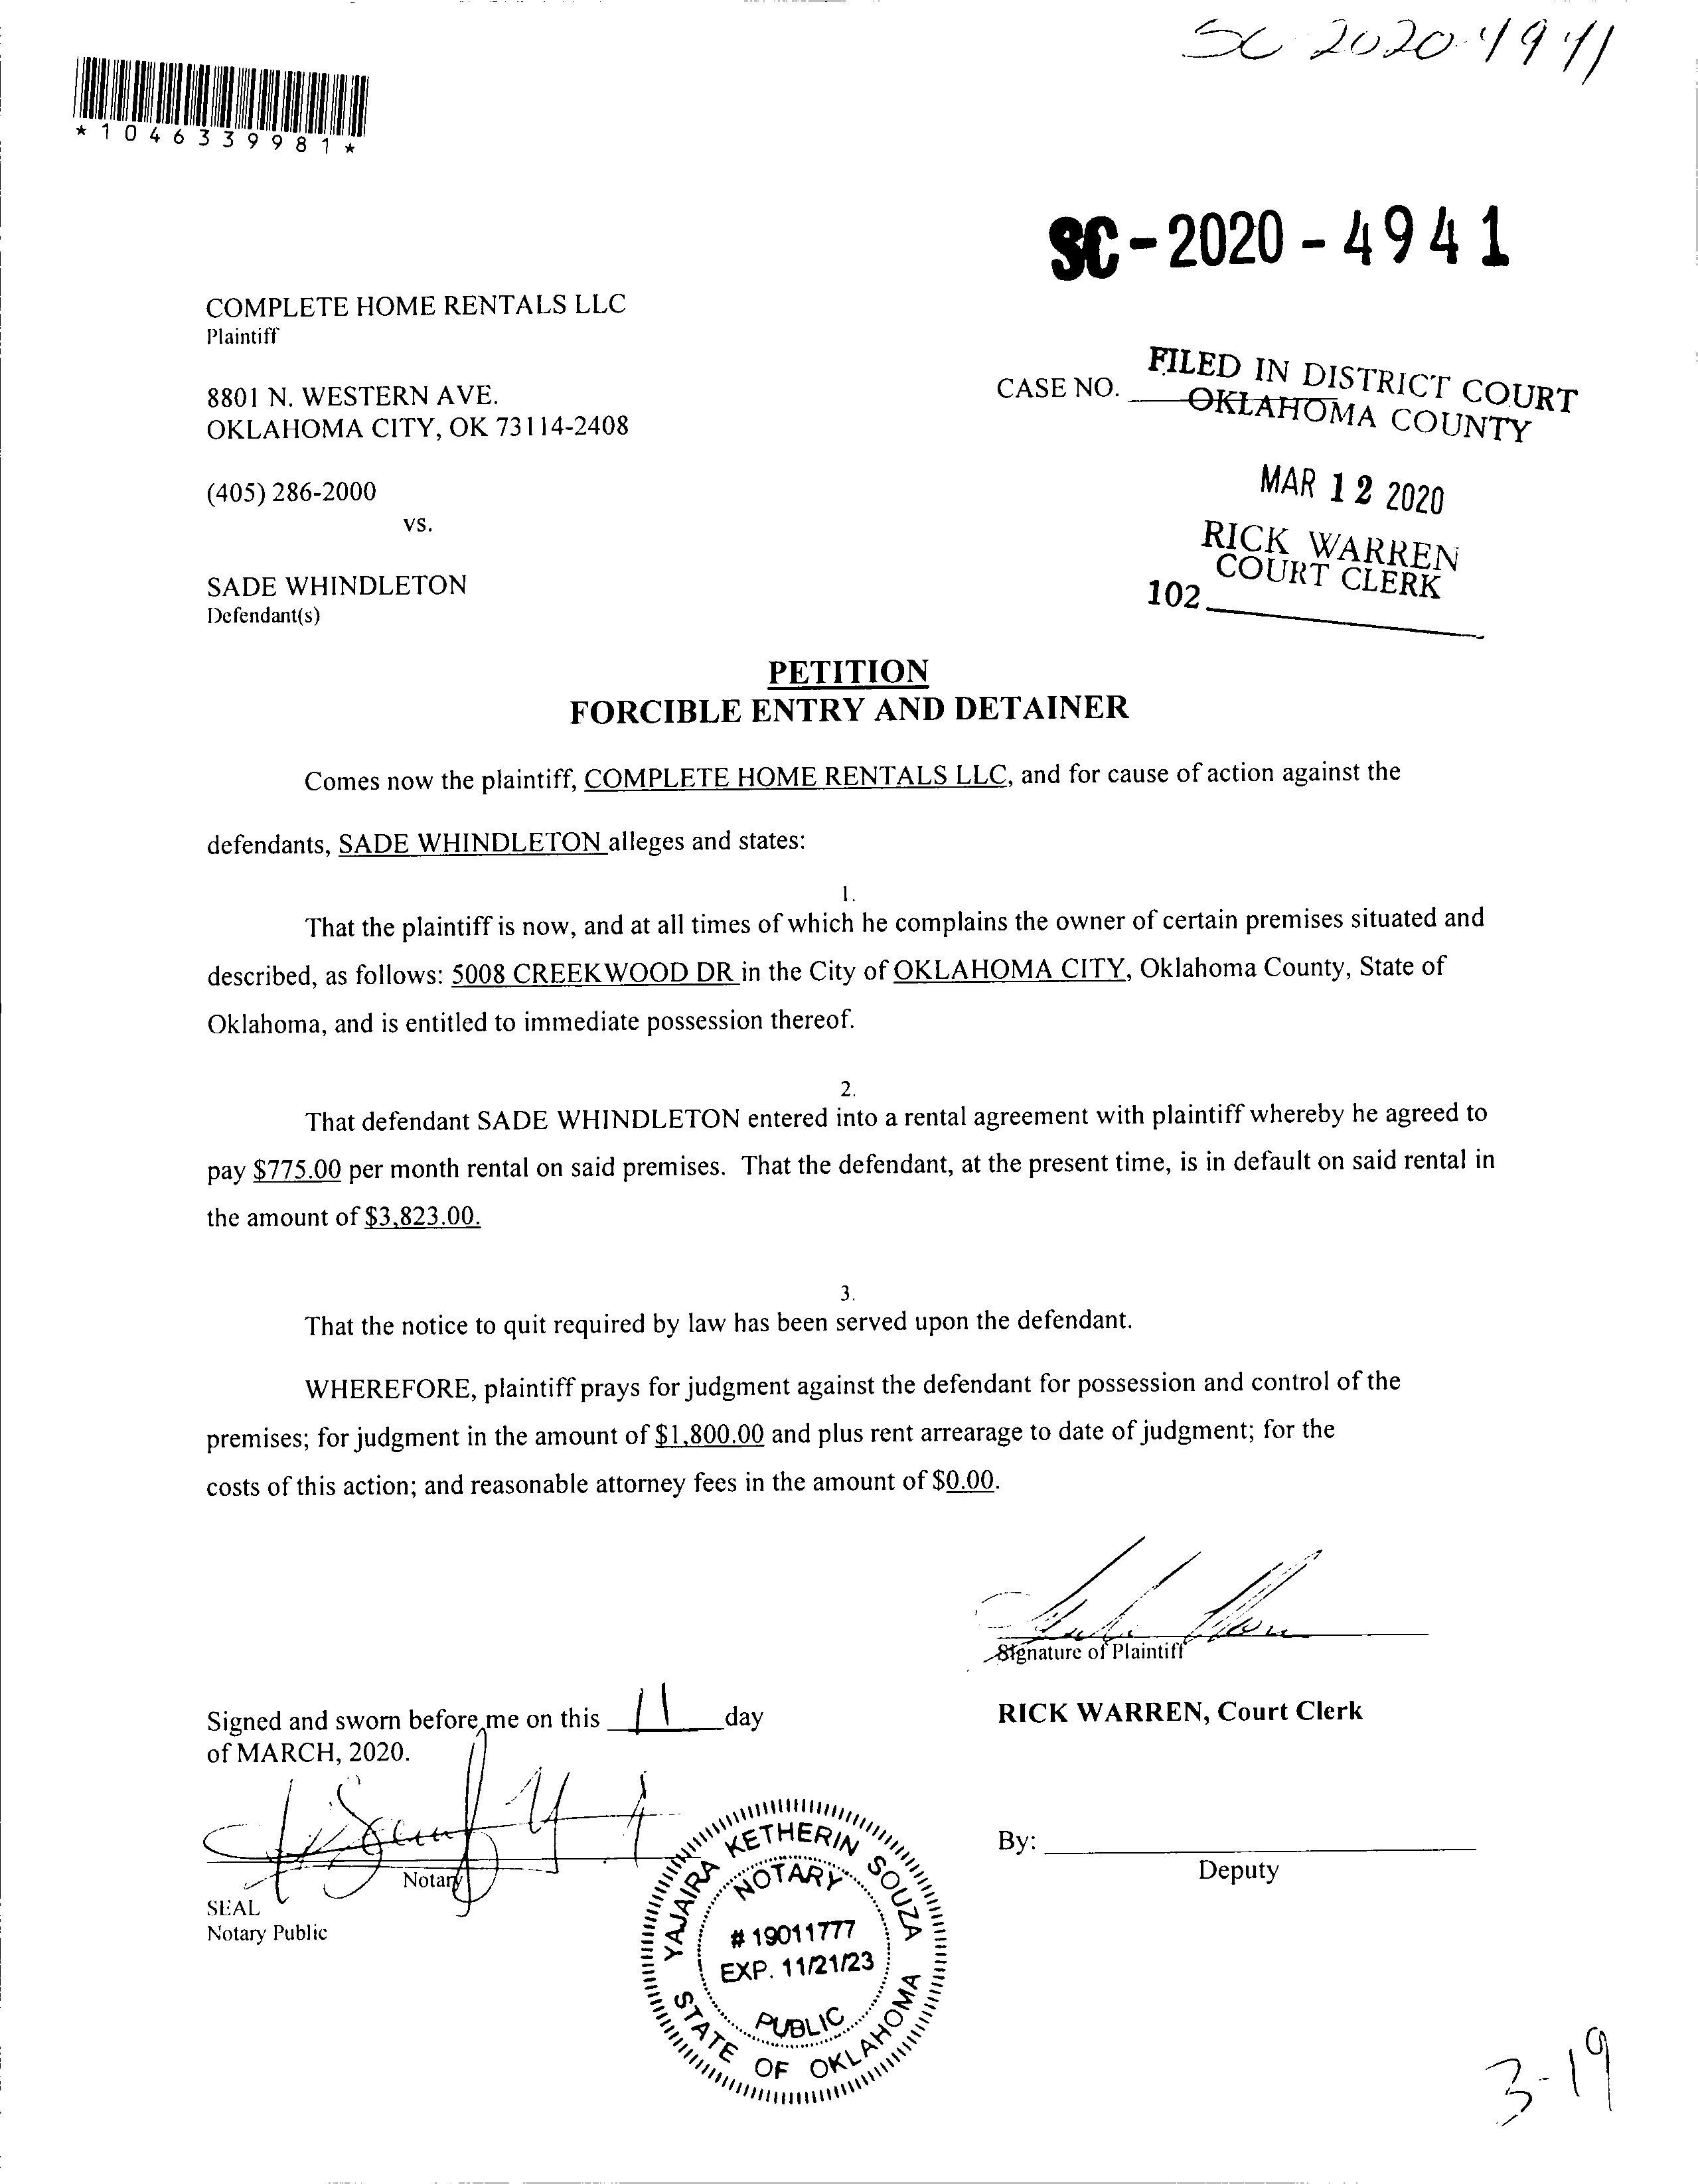 SC 2020-4941
*1046339981*
SC-2020-4941
COMPLETE HOME RENTALS LLC
Plaintiff
8801 N. WESTERN AVE.
OKLAHOMA CITY, OK 73114-2408
(405) 286-2000
vs.
SADE WHINDLETON
Defendant(s)
CASE NO.
FILED IN DISTRICT COURT
OKLAHOMA COUNTY
MAR 12 2020
RICK WARREN
COURT CLERK
102
PETITION
FORCIBLE ENTRY AND DETAINER
Comes now the plaintiff, COMPLETE HOME RENTALS LLC, and for cause of action against the
defendants, SADE WHINDLETON alleges and states:
1.
That the plaintiff is now, and at all times of which he complains the owner of certain premises situated and
described, as follows: 5008 CREEKWOOD DR in the City of OKLAHOMA CITY, Oklahoma County, State of
Oklahoma, and is entitled to immediate possession thereof.
2.
That defendant SADE WHINDLETON entered into a rental agreement with plaintiff whereby he agreed to
pay $775.00 per month rental on said premises. That the defendant, at the present time, is in default on said rental in
the amount of $3,823.00.
3.
That the notice to quit required by law has been served upon the defendant.
WHEREFORE, plaintiff prays for judgment against the defendant for possession and control of the
premises; for judgment in the amount of $1,800.00 and plus rent arrearage to date of judgment; for the
costs of this action; and reasonable attorney fees in the amount of $0.00.
Signature of Plaintiff
Signed and sworn before me on this 11 day
of MARCH, 2020.
RICK WARREN, Court Clerk
Notary
SEAL
Notary Public
YAJAIRA KETHERIN SOUZA
NOTARY
# 19011777
EXP. 11/21/23
PUBLIC
STATE OF OKLAHOMA
By:
Deputy
3-19